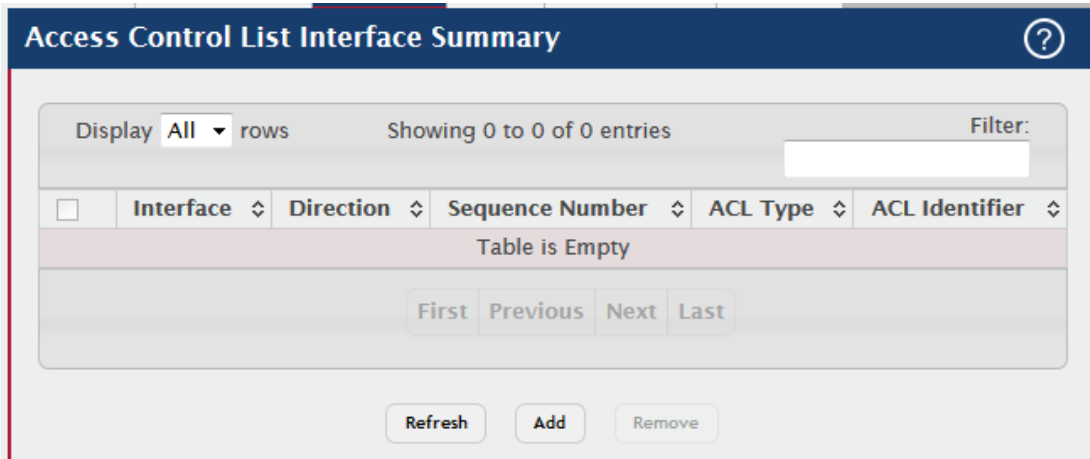 Access Control List Interface Summary ?
Display All rows Showing 0 to 0 of 0 entries Filter:
Interface Direction Sequence Number ACL Type ACL Identifier
Table is Empty
First Previous Next Last
Refresh Add Remove